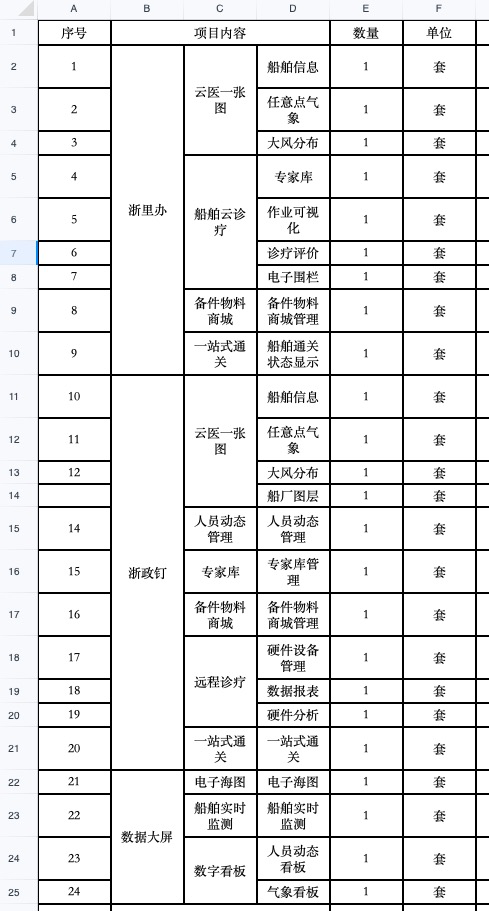 A B C D E F
1 序号 项目内容 数量 单位
2 1 浙里办 云医一张图 船舶信息 1 套
3 2 任意点气象 1 套
4 3 大风分布 1 套
5 4 船舶云诊疗 专家库 1 套
6 5 作业可视化 1 套
7 6 诊疗评价 1 套
8 7 电子围栏 1 套
9 8 备件物料商城 备件物料商城管理 1 套
10 9 一站式通关 船舶通关状态显示 1 套
11 10 浙政钉 云医一张图 船舶信息 1 套
12 11 任意点气象 1 套
13 12 大风分布 1 套
14 船厂图层 1 套
15 14 人员动态管理 人员动态管理 1 套
16 15 专家库 专家库管理 1 套
17 16 备件物料商城 备件物料商城管理 1 套
18 17 远程诊疗 硬件设备管理 1 套
19 18 数据报表 1 套
20 19 硬件分析 1 套
21 20 一站式通关 一站式通关 1 套
22 21 数据大屏 电子海图 电子海图 1 套
23 22 船舶实时监测 船舶实时监测 1 套
24 23 数字看板 人员动态看板 1 套
25 24 气象看板 1 套